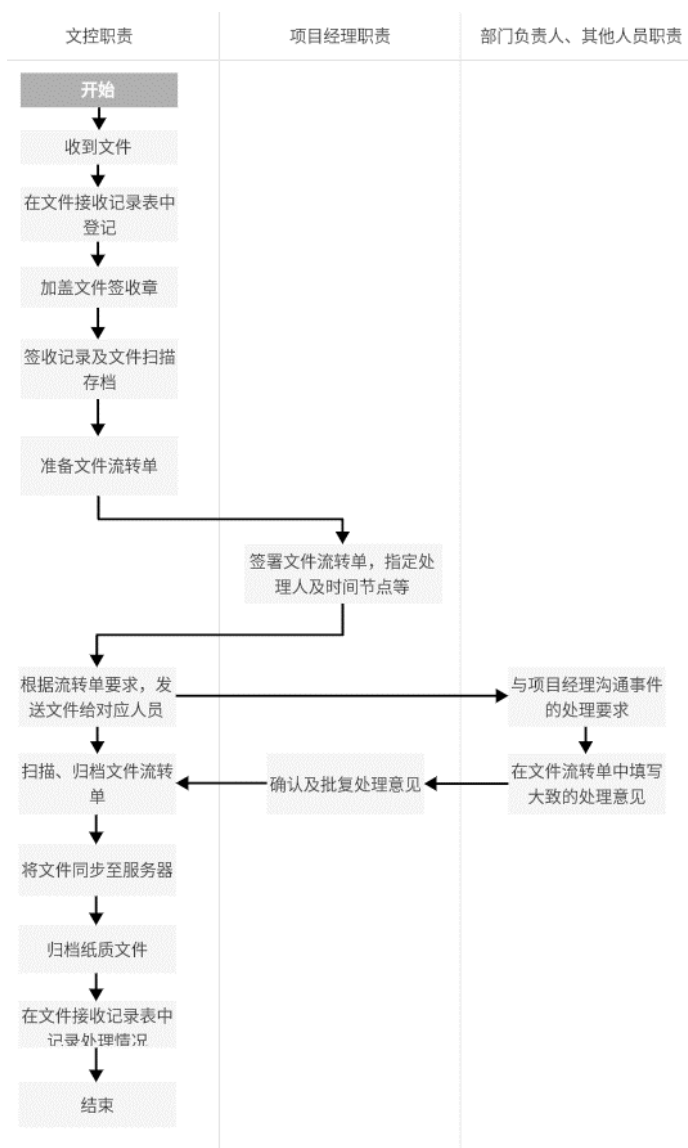 文控职责
项目经理职责
部门负责人、其他人员职责
开始
收到文件
在文件接收记录表中
登记
加盖文件签收章
签收记录及文件扫描
存档
准备文件流转单
签署文件流转单，指定处
理人及时间节点等
根据流转单要求，发
送文件给对应人员
与项目经理沟通事件
的处理要求
扫描、归档文件流转
单
确认及批复处理意见
在文件流转单中填写
大致的处理意见
将文件同步至服务器
归档纸质文件
在文件接收记录表中
记录处理情况
结束